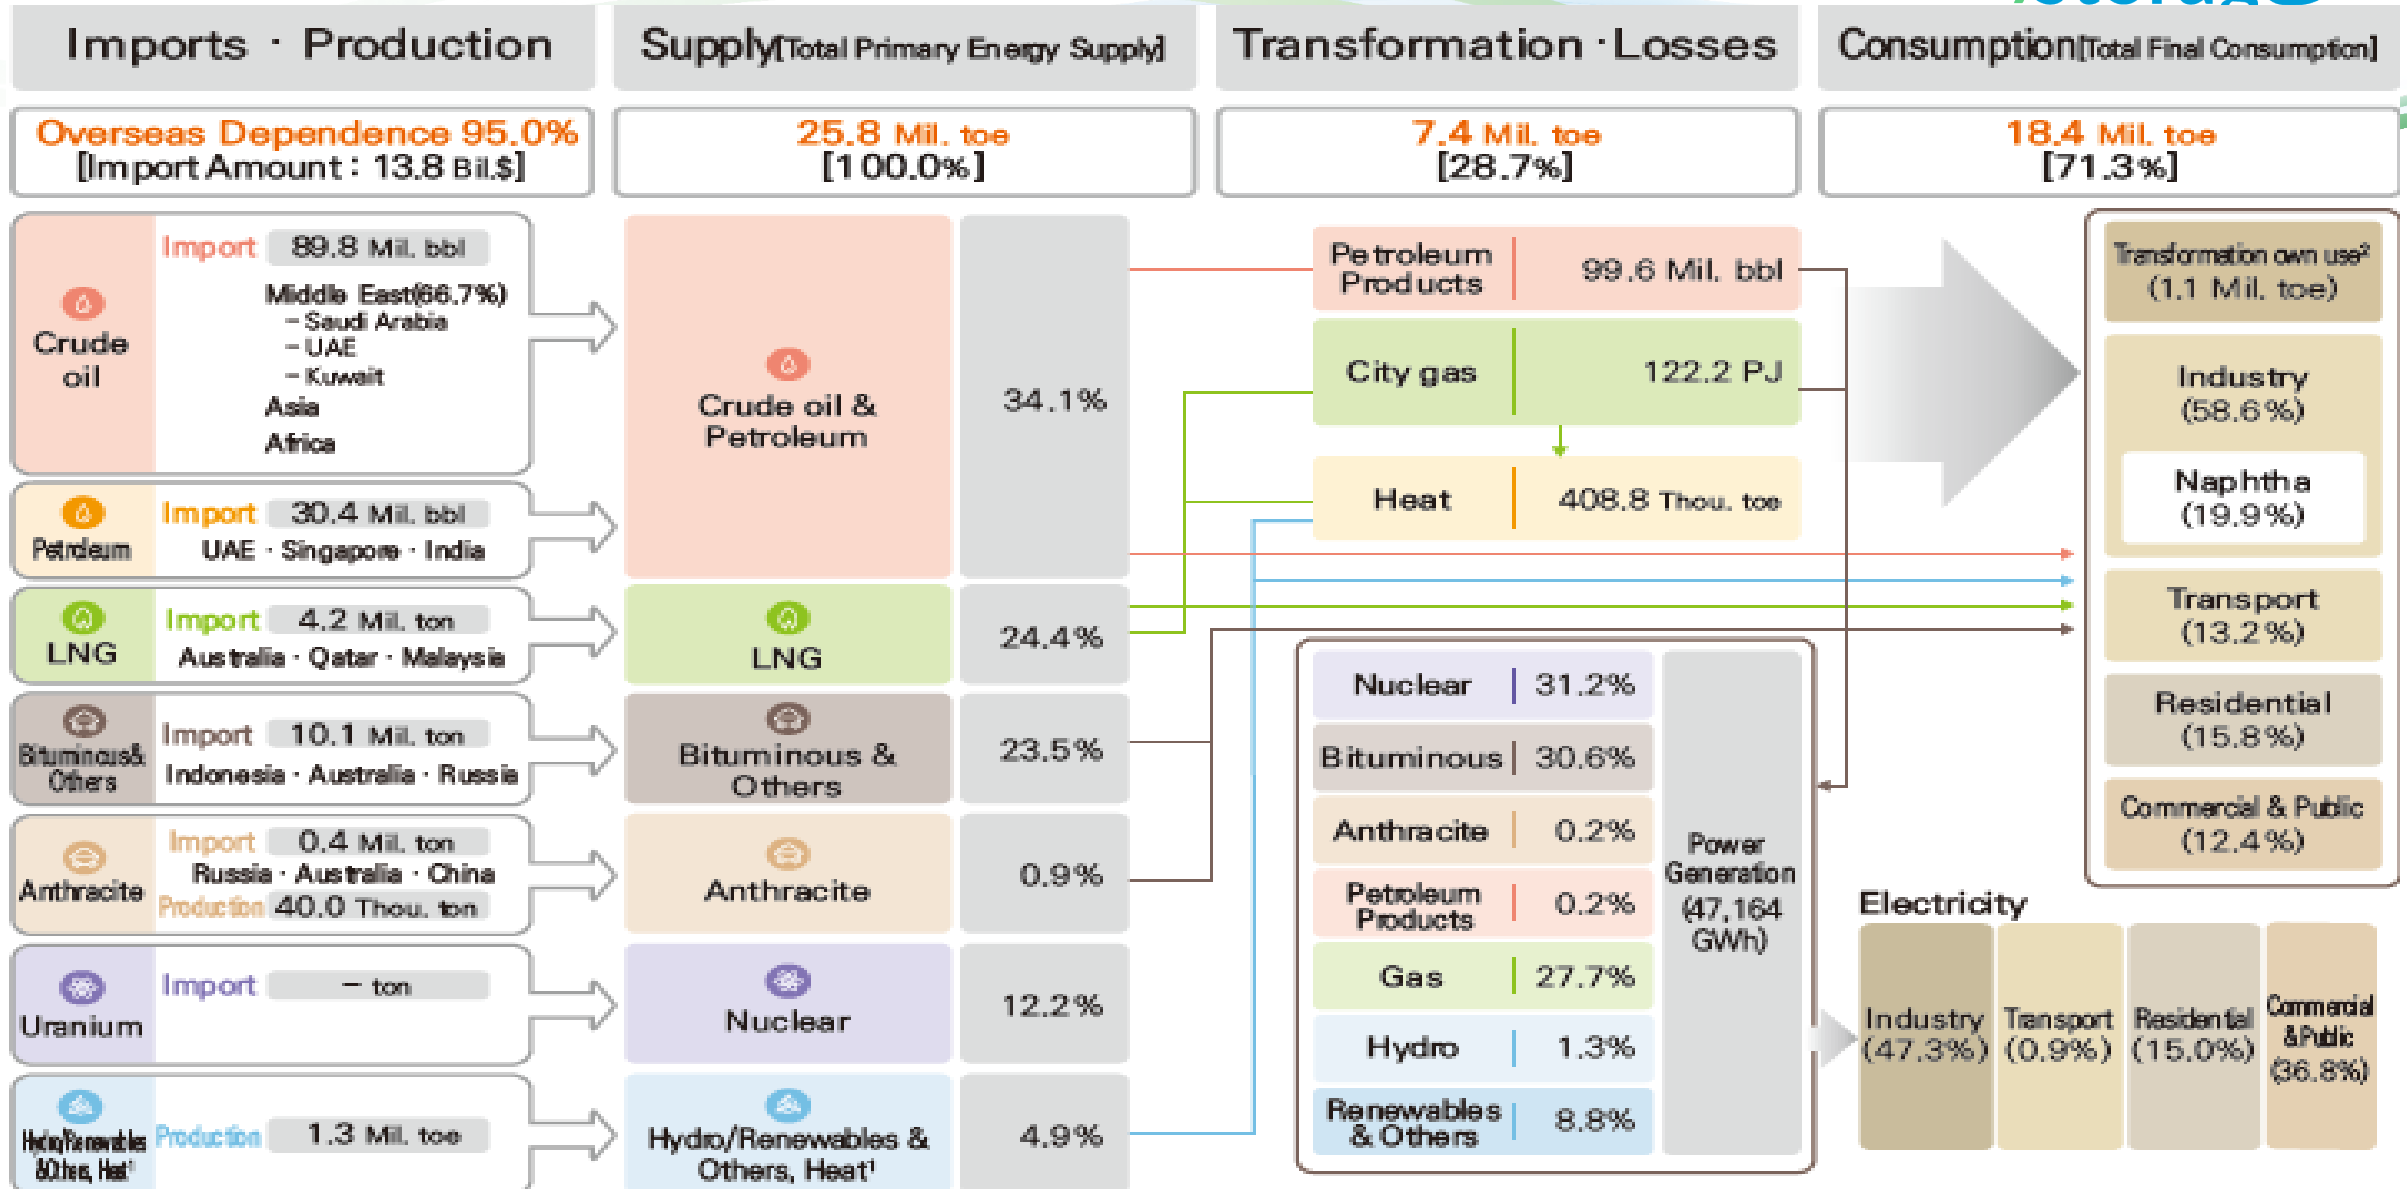 Imports · Production
Supply[Total Primary Energy Supply]
Transformation · Losses
Consumption[Total Final Consumption]
Overseas Dependence 95.0%
[Import Amount : 13.8 Bil.$]
25.8 Mil. toe
[100.0%]
7.4 Mil. toe
[28.7%]
18.4 Mil. toe
[71.3%]
Crude
oil
Import 89.8 Mil. bbl
Middle East(66.7%)
- Saudi Arabia
- UAE
- Kuwait
Asia
Africa
Petroleum
Import 30.4 Mil. bbl
UAE · Singapore · India
LNG
Import 4.2 Mil. ton
Australia · Qatar · Malaysia
Bituminous&
Others
Import 10.1 Mil. ton
Indonesia · Australia · Russia
Anthracite
Import 0.4 Mil. ton
Russia · Australia · China
Production 40.0 Thou. ton
Uranium
Import - ton
Hydro/Renewables
&Others, Heat¹
Production 1.3 Mil. toe
Crude oil &
Petroleum
34.1%
LNG
24.4%
Bituminous &
Others
23.5%
Anthracite
0.9%
Nuclear
12.2%
Hydro/Renewables &
Others, Heat¹
4.9%
Petroleum
Products
99.6 Mil. bbl
City gas
122.2 PJ
Heat
408.8 Thou. toe
Nuclear 31.2%
Bituminous 30.6%
Anthracite 0.2%
Petroleum
Products
0.2%
Gas 27.7%
Hydro 1.3%
Renewables
& Others
8.8%
Power
Generation
(47,164
GWh)
Transformation own use²
(1.1 Mil. toe)
Industry
(58.6%)
Naphtha
(19.9%)
Transport
(13.2%)
Residential
(15.8%)
Commercial & Public
(12.4%)
Electricity
Industry
(47.3%)
Transport
(0.9%)
Residential
(15.0%)
Commercial
&Public
(36.8%)